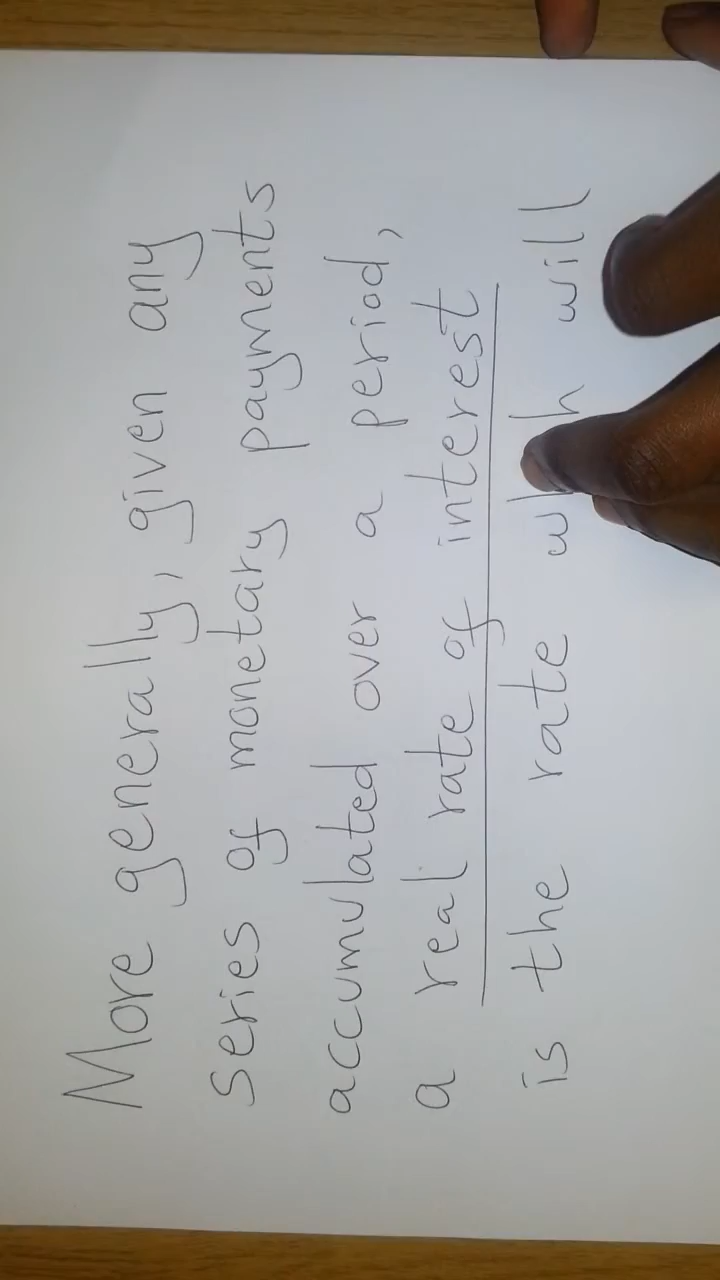 More generally, given any
series of monetary payments
accumulated over a period,
a real rate of interest
is the rate will